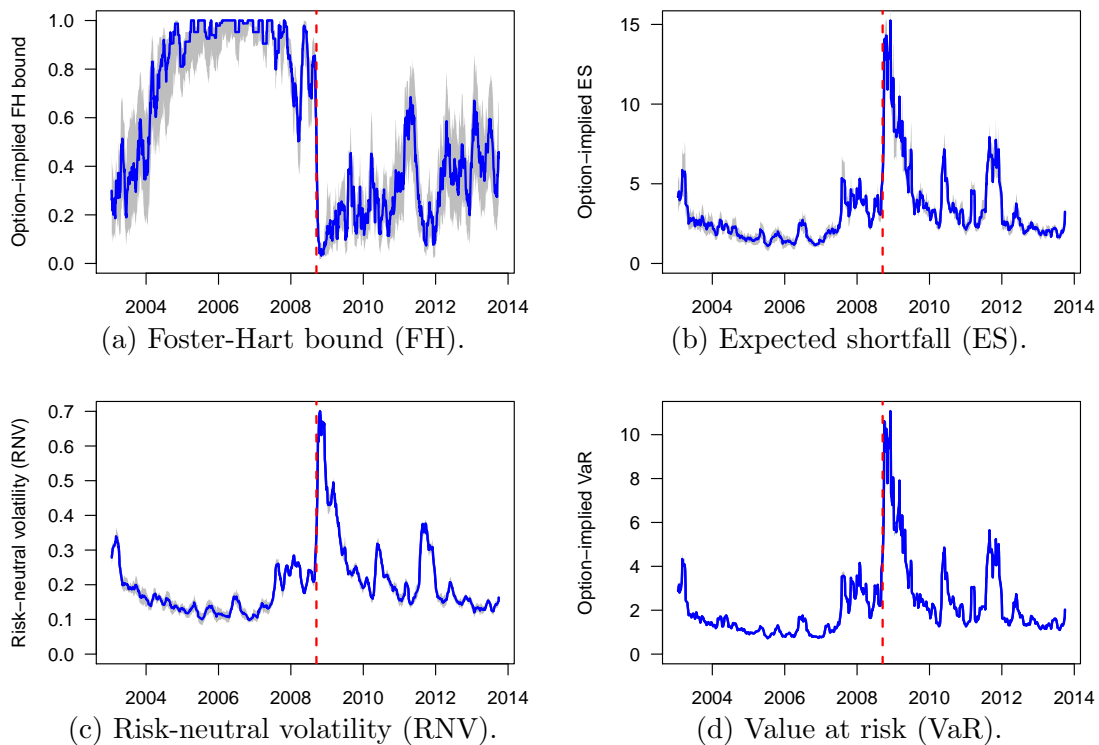 Option−implied FH bound
1.0
0.8
0.6
0.4
0.2
0.0
2004 2006 2008 2010 2012 2014
(a) Foster-Hart bound (FH).
Option−implied ES
15
10
5
0
2004 2006 2008 2010 2012 2014
(b) Expected shortfall (ES).
Risk−neutral volatility (RNV)
0.7
0.6
0.5
0.4
0.3
0.2
0.1
0.0
2004 2006 2008 2010 2012 2014
(c) Risk-neutral volatility (RNV).
Option−implied VaR
10
8
6
4
2
0
2004 2006 2008 2010 2012 2014
(d) Value at risk (VaR).